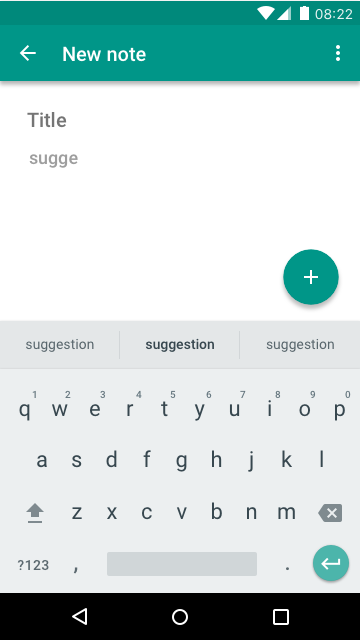 08:22
New note
Title
sugge
suggestion suggestion suggestion
1 2 3 4 5 6 7 8 9 0
q w e r t y u i o p
a s d f g h j k l
z x c v b n m
?123 , .